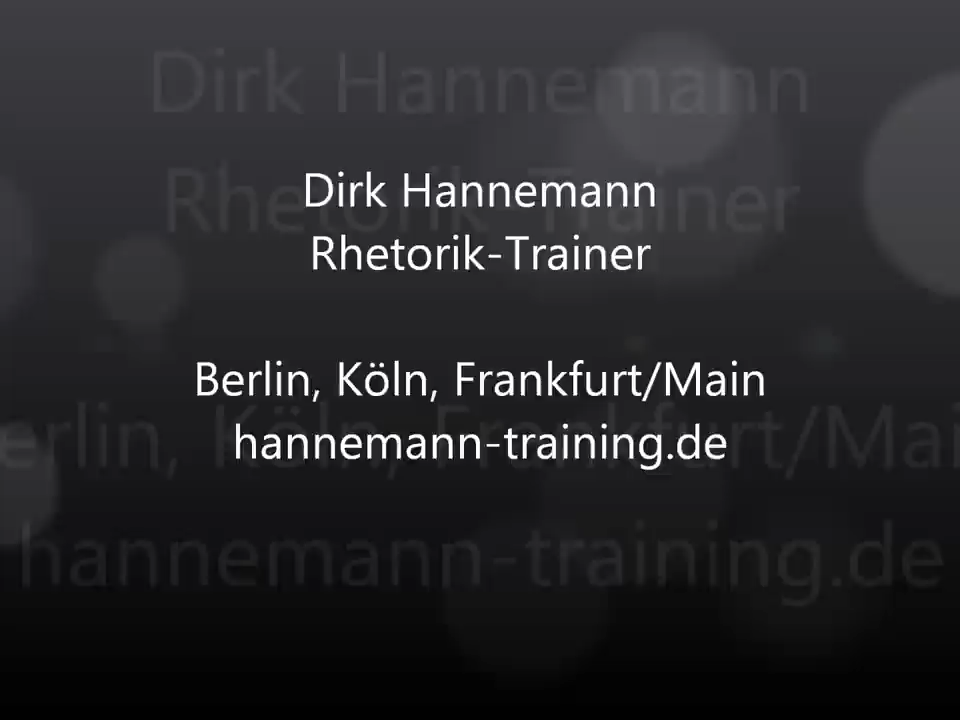 Dirk Hannemann
Rhetorik-Trainer
Berlin, Köln, Frankfurt/Main
hannemann-training.de